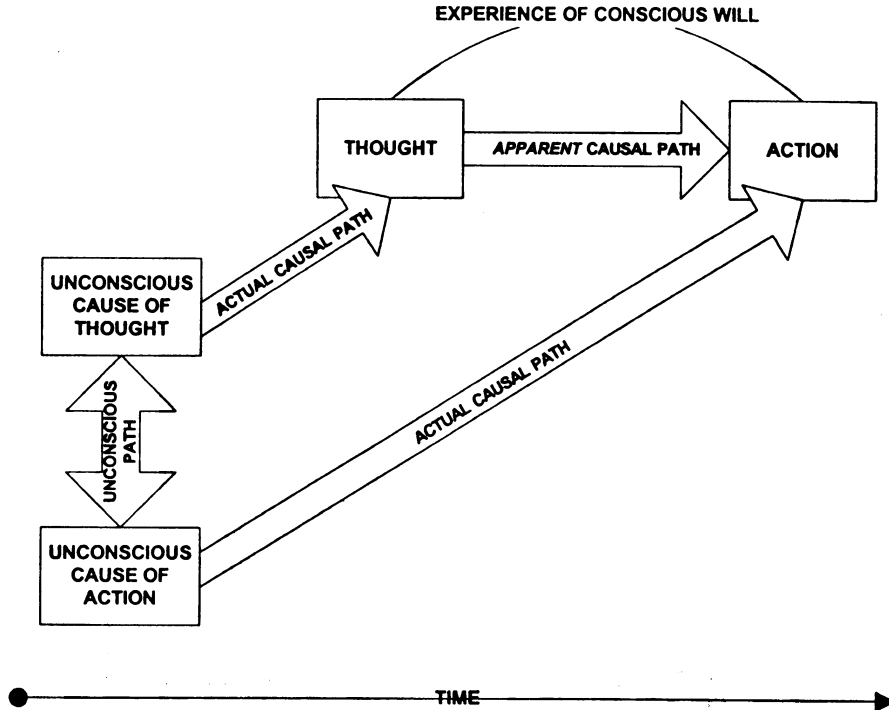 EXPERIENCE OF CONSCIOUS WILL
THOUGHT
APPARENT CAUSAL PATH
ACTION
ACTUAL CAUSAL PATH
UNCONSCIOUS
CAUSE OF
THOUGHT
UNCONSCIOUS
PATH
ACTUAL CAUSAL PATH
UNCONSCIOUS
CAUSE OF
ACTION
TIME